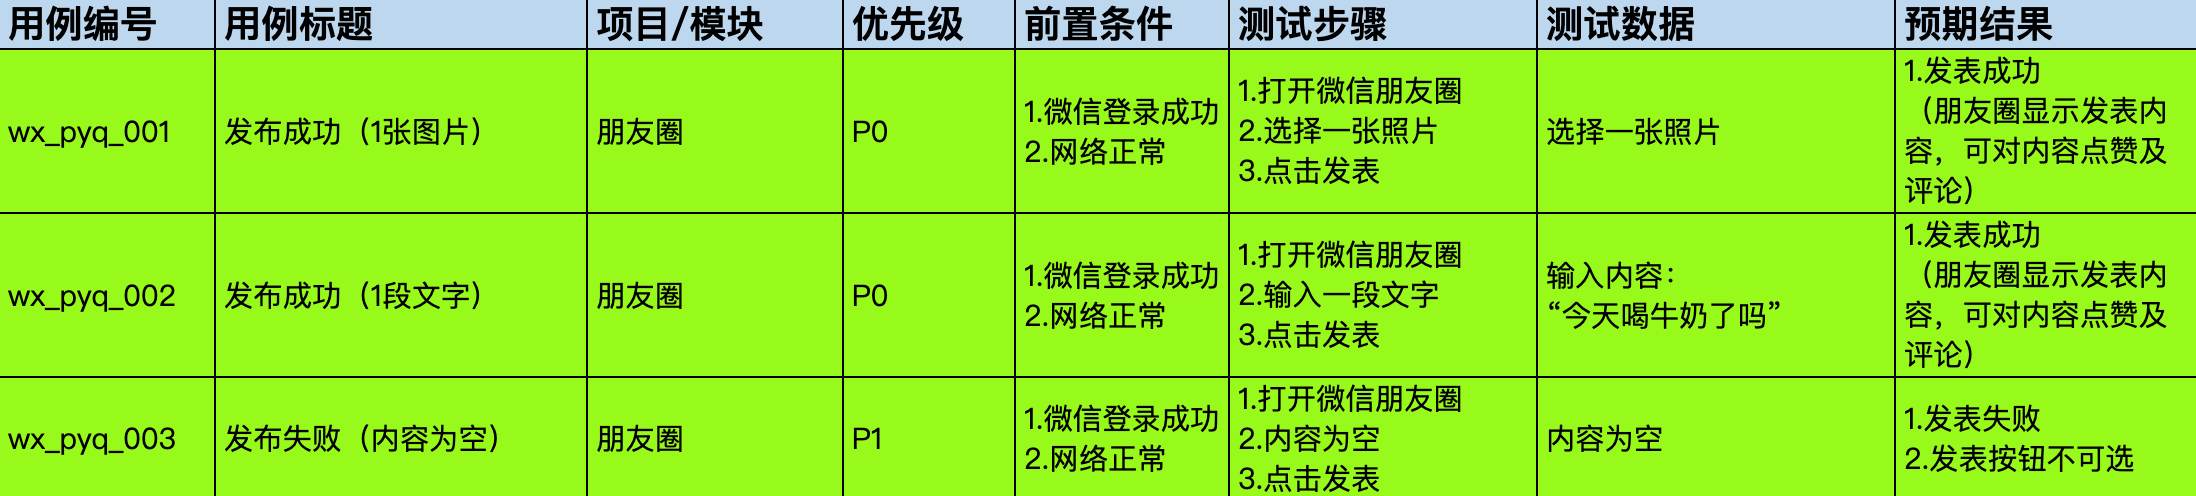 用例编号
用例标题
项目/模块
优先级
前置条件
测试步骤
测试数据
预期结果
wx_pyq_001
发布成功（1张图片）
朋友圈
P0
1.微信登录成功
2.网络正常
1.打开微信朋友圈
2.选择一张照片
3.点击发表
选择一张照片
1.发表成功
（朋友圈显示发表内
容，可对内容点赞及
评论）
wx_pyq_002
发布成功（1段文字）
朋友圈
P0
1.微信登录成功
2.网络正常
1.打开微信朋友圈
2.输入一段文字
3.点击发表
输入内容：
“今天喝牛奶了吗”
1.发表成功
（朋友圈显示发表内
容，可对内容点赞及
评论）
wx_pyq_003
发布失败（内容为空）
朋友圈
P1
1.微信登录成功
2.网络正常
1.打开微信朋友圈
2.内容为空
3.点击发表
内容为空
1.发表失败
2.发表按钮不可选